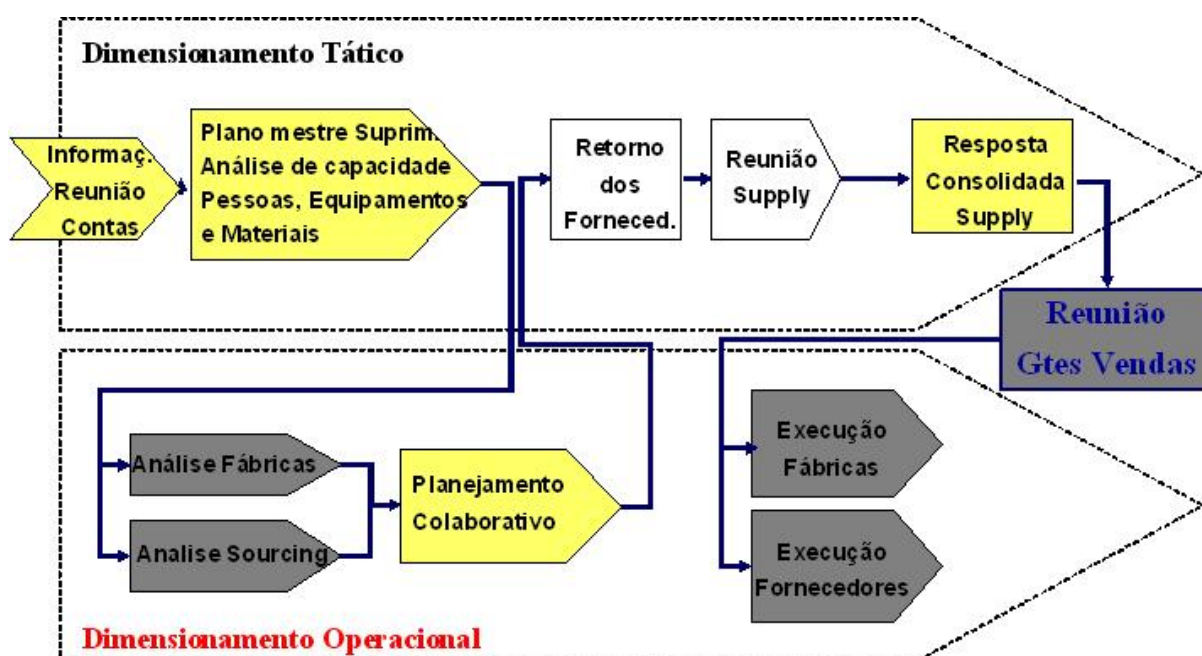 Dimensionamento Tático
Informaç.
Reunião
Contas
Plano mestre Suprim.
Análise de capacidade
Pessoas, Equipamentos
e Materiais
Retorno
dos
Forneced.
Reunião
Supply
Resposta
Consolidada
Supply
Reunião
Gtes Vendas
Análise Fábricas
Analise Sourcing
Planejamento
Colaborativo
Execução
Fábricas
Execução
Fornecedores
Dimensionamento Operacional